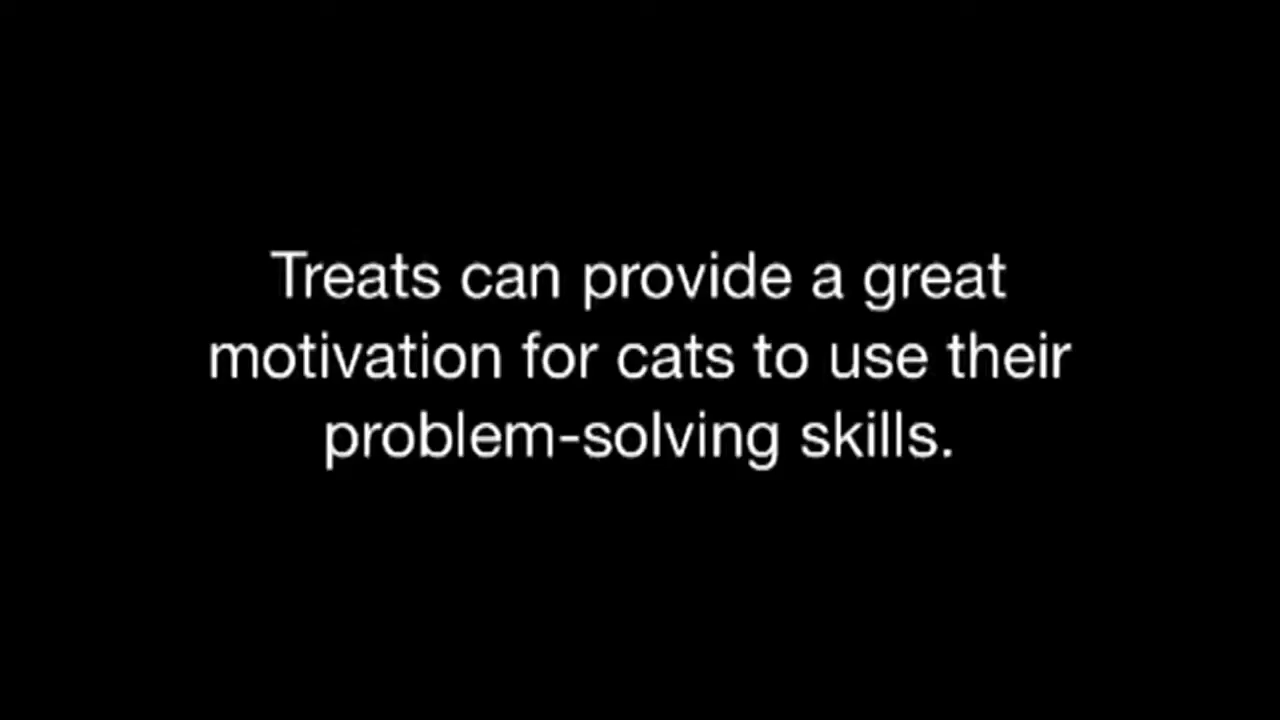 Treats can provide a great
motivation for cats to use their
problem-solving skills.